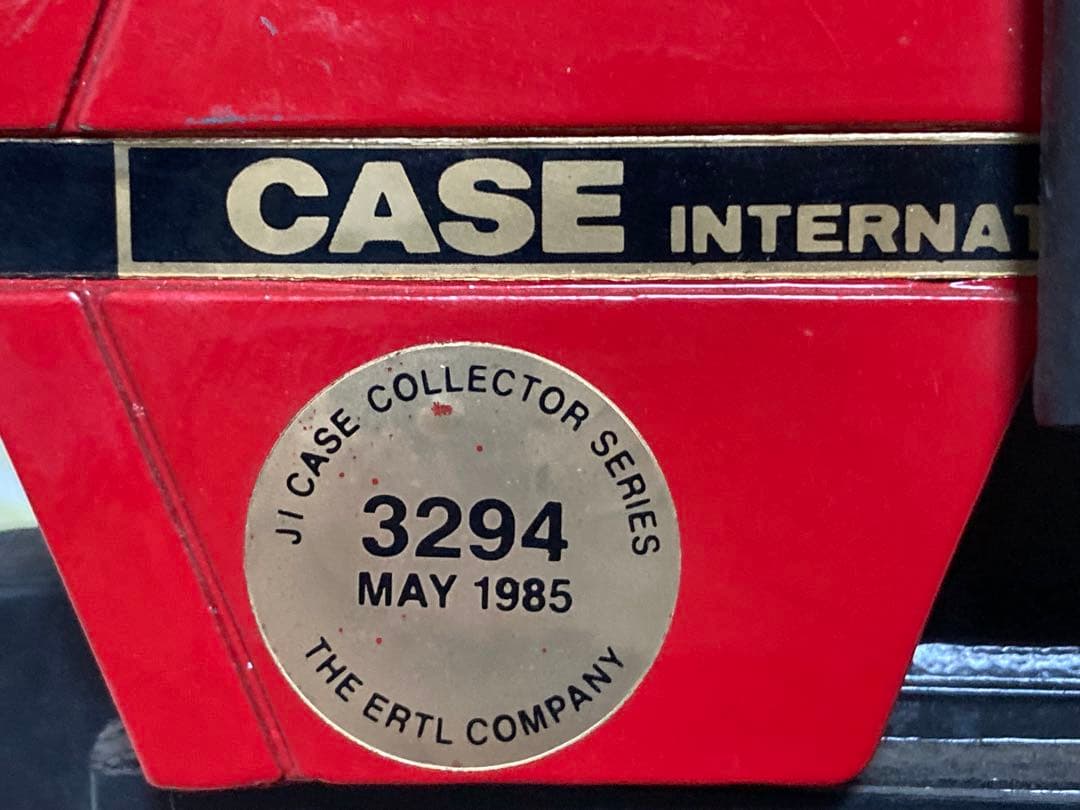 CASE INTERNAT
JI CASE COLLECTOR SERIES
3294
MAY 1985
THE ERTL COMPANY